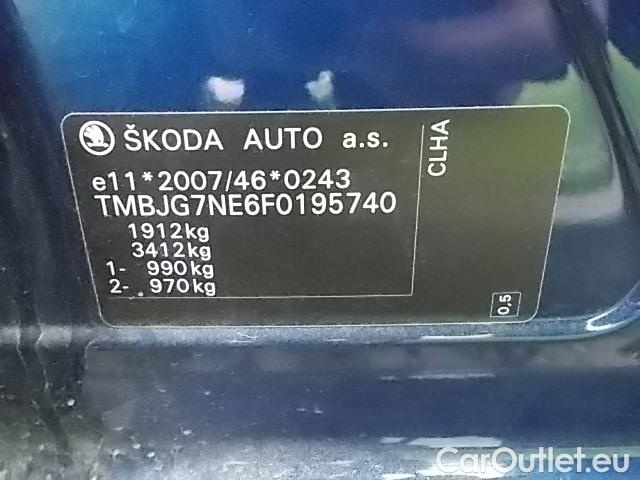 ŠKODA AUTO a.s.
e11*2007/46*0243
TMBJG7NE6F0195740
1912kg
3412kg
1- 990kg
2- 970kg
CLHA
0,5
CarOutlet.eu